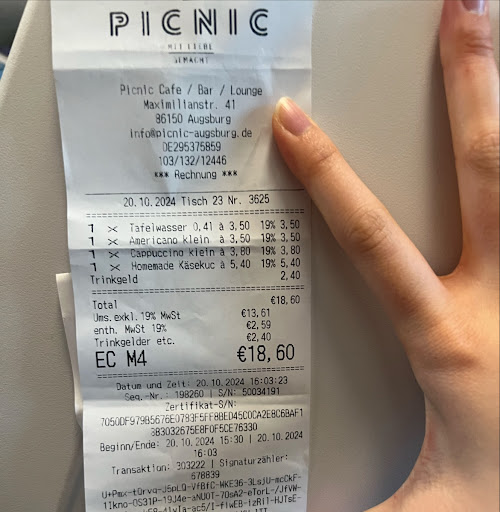 PICNIC
MIT LIEBE
GEMACHT
Picnic Cafe / Bar / Lounge
Maximilianstr. 41
86150 Augsburg
info@picnic-augsburg.de
DE295375859
103/132/12446
*** Rechnung ***
20.10.2024 Tisch 23 Nr. 3625
1 x Tafelwasser 0,41 à 3,50 19% 3,50
1 x Americano klein à 3,50 19% 3,50
1 x Cappuccino klein à 3,80 19% 3,80
1 x Homemade Käsekuc à 5,40 19% 5,40
Trinkgeld 2,40
Total €18,60
Ums.exkl.19% MwSt €13,61
enth. MwSt 19% €2,59
Trinkgelder etc. €2,40
EC M4 €18,60
Datum und Zeit: 20.10.2024 16:03:23
Seq.-Nr.: 198260 | S/N: 50034191
Zertifikat-S/N:
7050DF979B5676E0783F5FF8BED45C0CA2E8C6BAF1
3B3032675E8F0F5CE76330
Beginn/Ende: 20.10.2024 15:30 | 20.10.2024
16:03
Transaktion: 303222 | Signaturzähler:
578839